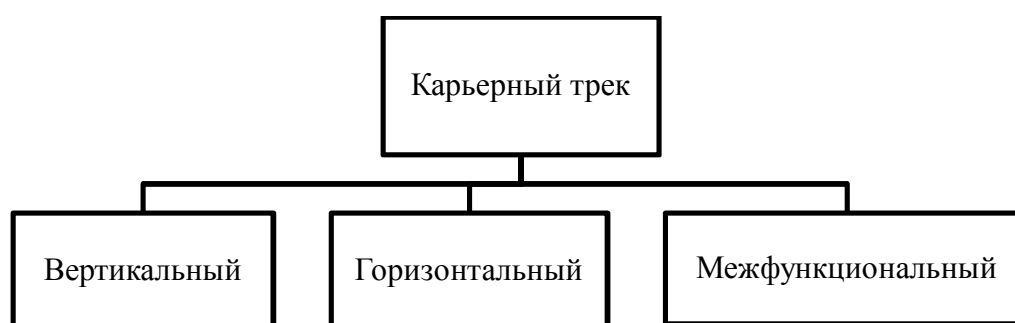 Карьерный трек
Вертикальный
Горизонтальный
Межфункциональный